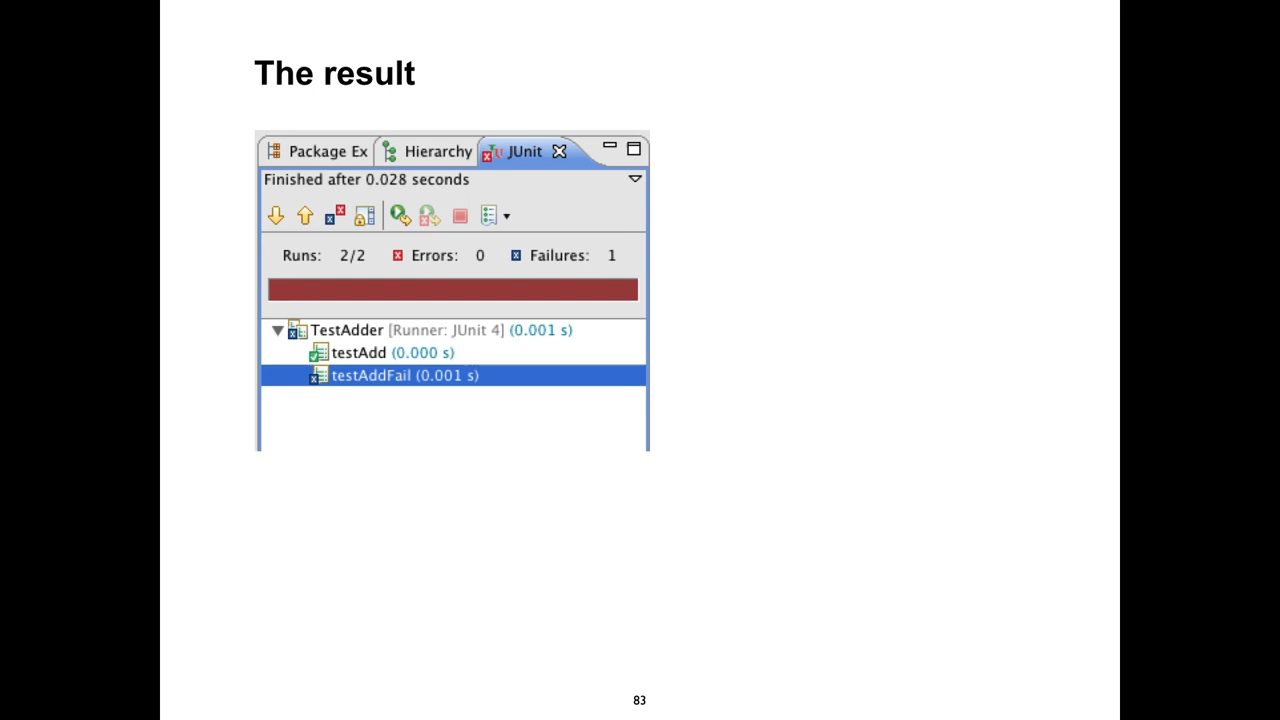 The result
Package Ex Hierarchy JUnit
Finished after 0.028 seconds
Runs: 2/2 Errors: 0 Failures: 1
TestAdder [Runner: JUnit 4] (0.001 s)
testAdd (0.000 s)
testAddFail (0.001 s)
83